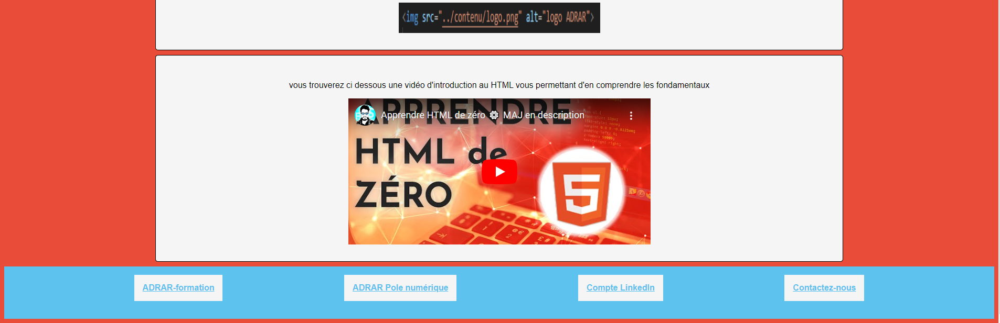 <img src="../contenu/logo.png" alt="logo ADRAR">
vous trouverez ci dessous une vidéo d'introduction au HTML vous permettant d'en comprendre les fondamentaux
APPRENDRE
Apprendre HTML de zéro ⚙ MAJ en description
HTML de
ZÉRO
5
ADRAR-formation
ADRAR Pole numérique
Compte LinkedIn
Contactez-nous